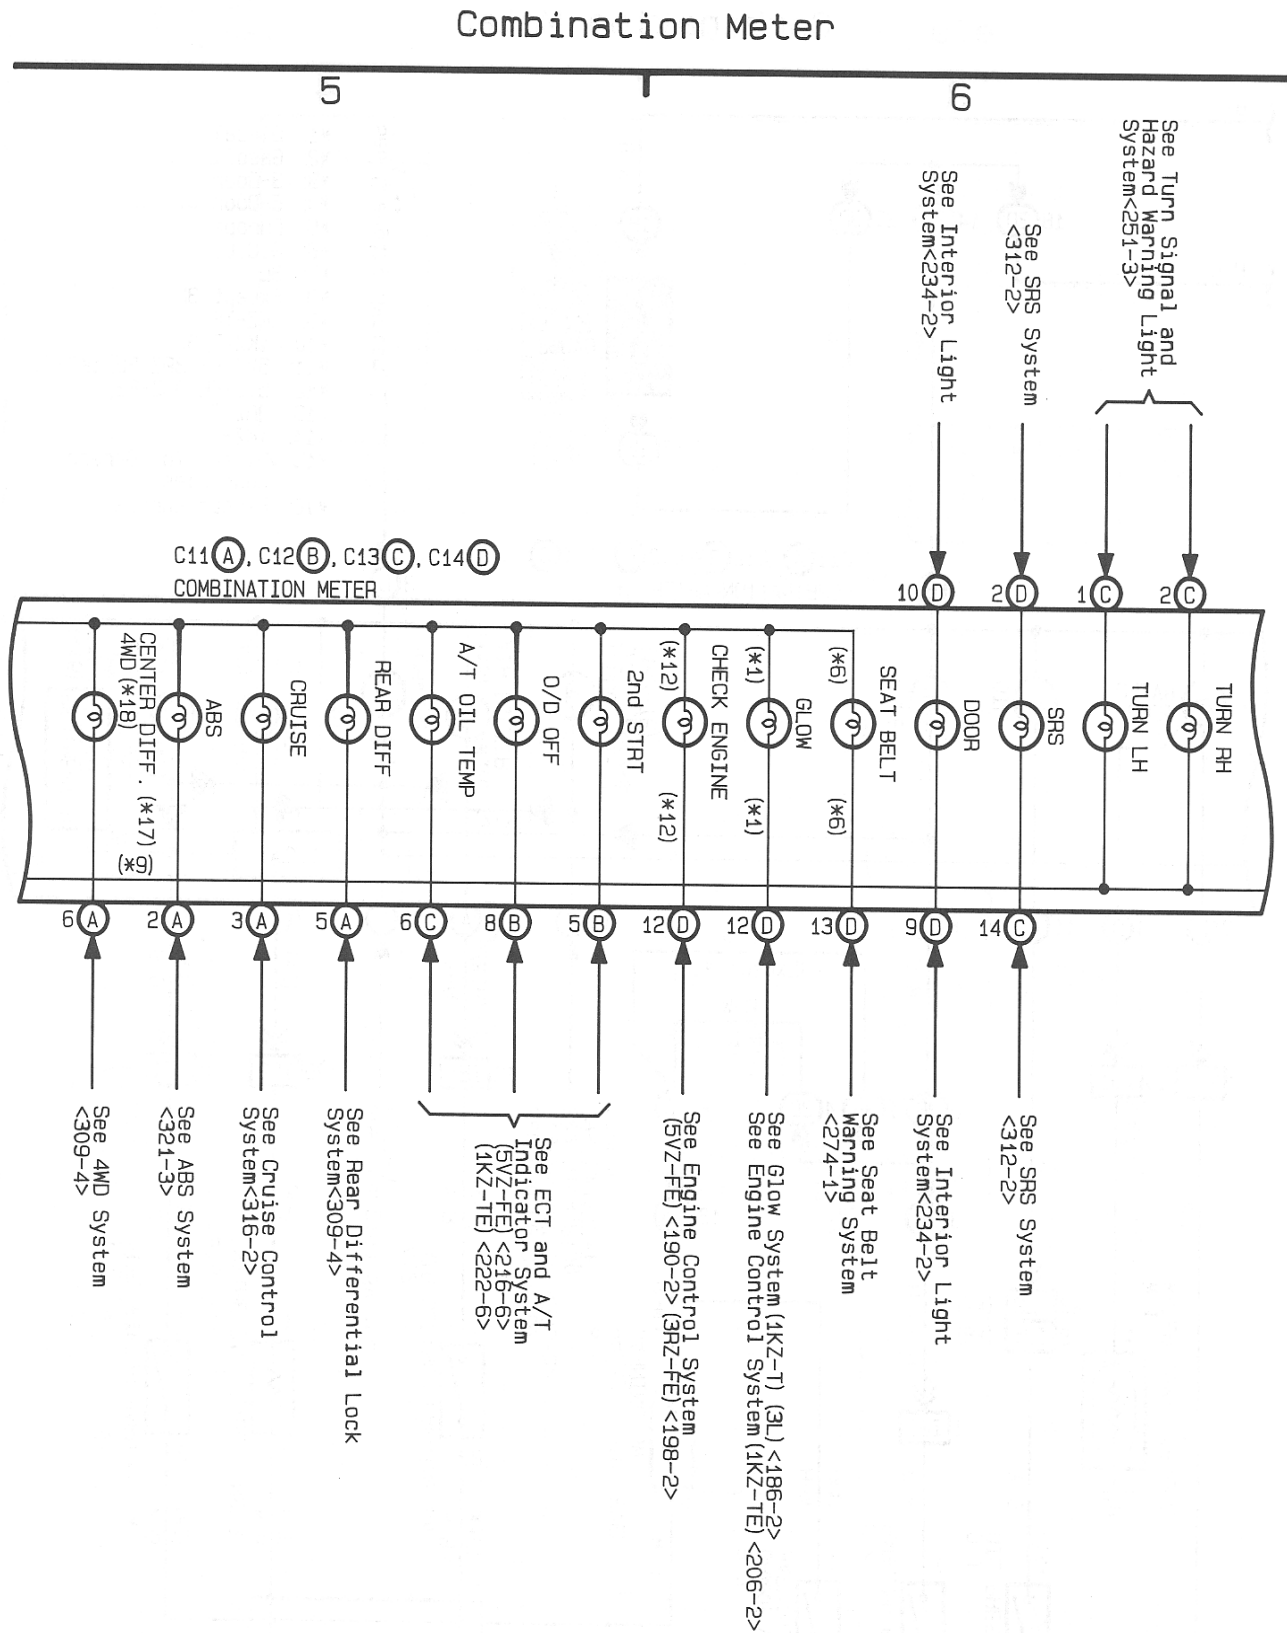 Combination Meter
5
6
See Turn Signal and
Hazard Warning Light
System<251-3>
See SRS System
<312-2>
See Interior Light
System<234-2>
C11 A, C12 B, C13 C, C14 D
COMBINATION METER
10 D
2 D
1 C
2 C
CENTER DIFF. (*17)
4WD (*18)
(*9)
ABS
CRUISE
REAR DIFF
A/T OIL TEMP
O/D OFF
2nd STRT
CHECK ENGINE
(*12)
(*12)
GLOW
(*1)
(*1)
SEAT BELT
(*6)
(*6)
DOOR
SRS
TURN LH
TURN RH
6 A
2 A
3 A
5 A
6 C
8 B
5 B
12 D
12 D
13 D
9 D
14 C
See 4WD System
<309-4>
See ABS System
<321-3>
See Cruise Control
System<316-2>
See Rear Differential Lock
System<309-4>
See ECT and A/T
Indicator System
(5VZ-FE)<216-6>
(1KZ-TE)<222-6>
See Engine Control System
(5VZ-FE)<190-2>(3RZ-FE)<198-2>
See Glow System(1KZ-T)(3L)<186-2>
See Engine Control System(1KZ-TE)<206-2>
See Seat Belt
Warning System
<274-1>
See Interior Light
System<234-2>
See SRS System
<312-2>